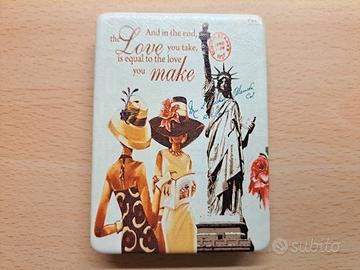 And in the end,
the Love you take,
is equal to the love
you make
subito